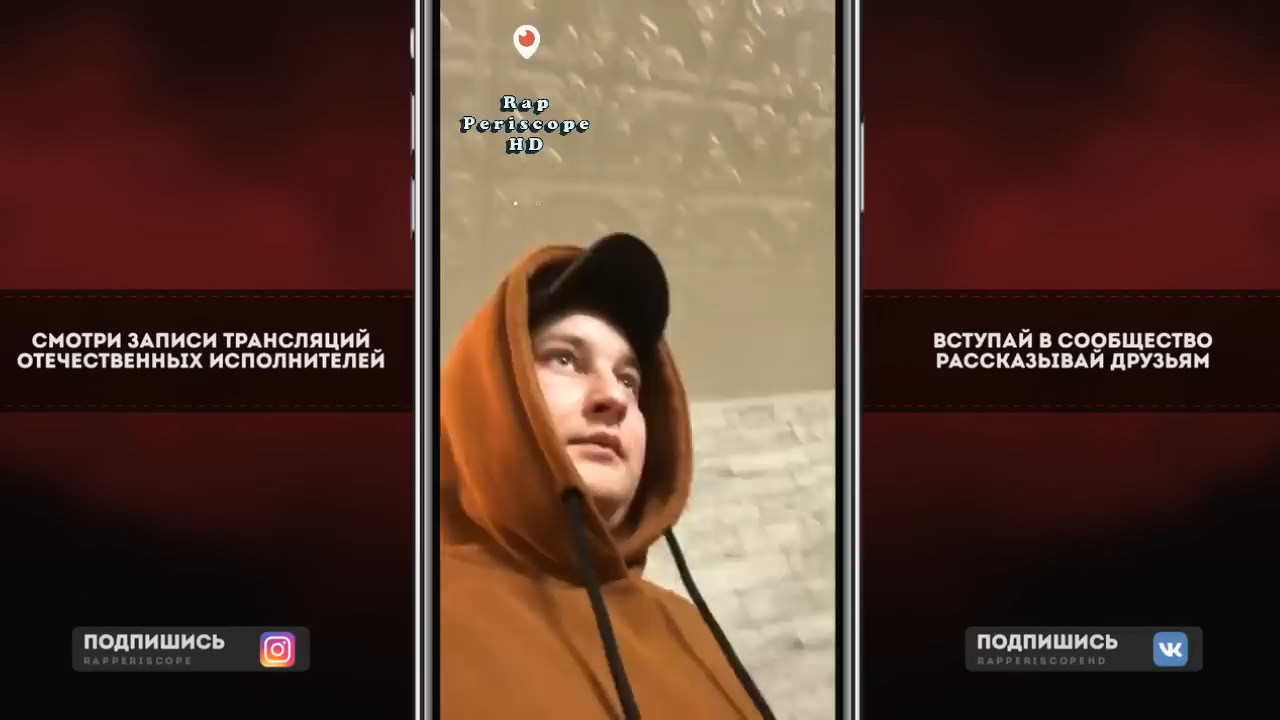 Rap
Periscope
HD
СМОТРИ ЗАПИСИ ТРАНСЛЯЦИЙ
ОТЕЧЕСТВЕННЫХ ИСПОЛНИТЕЛЕЙ
ВСТУПАЙ В СООБЩЕСТВО
РАССКАЗЫВАЙ ДРУЗЬЯМ
ПОДПИШИСЬ
RAPPERISCOPE
ПОДПИШИСЬ
RAPPERISCOPEHD